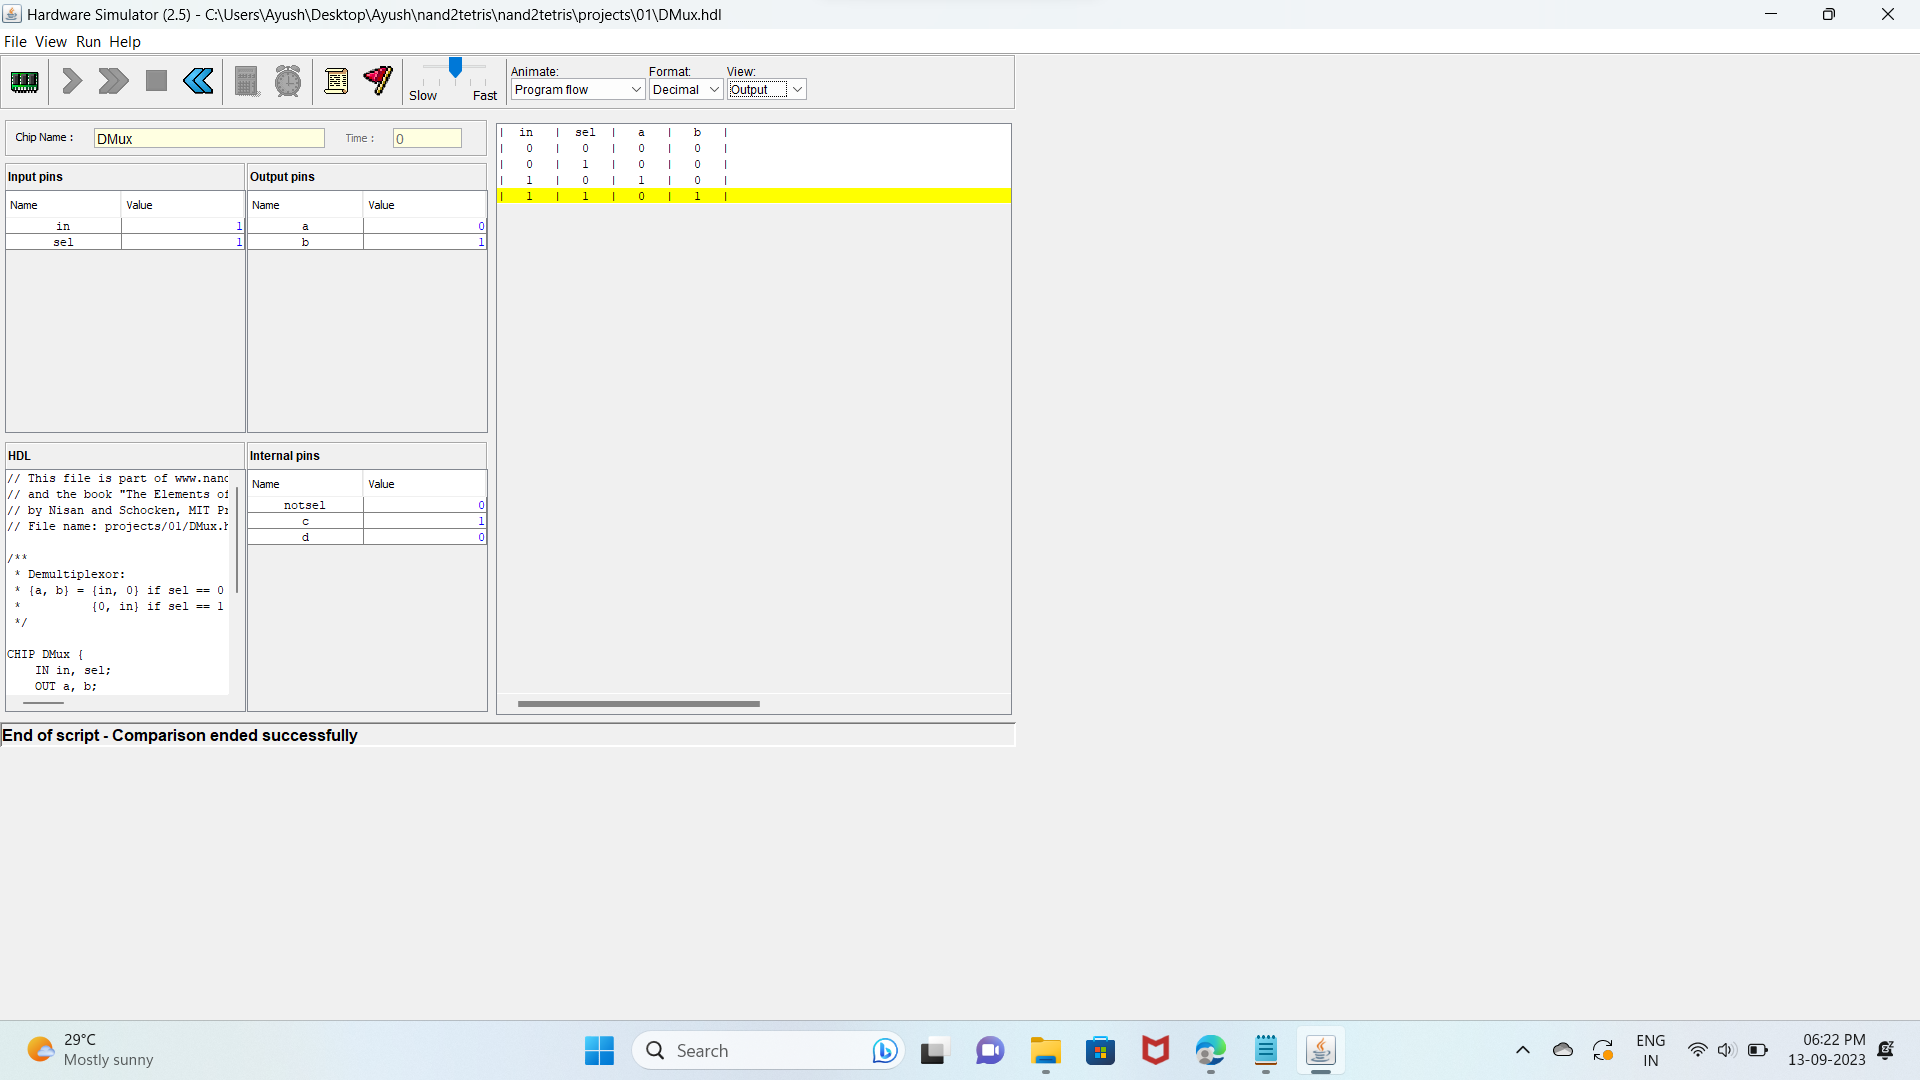 Hardware Simulator (2.5) - C:\Users\Ayush\Desktop\Ayush\nand2tetris\nand2tetris\projects\01\DMux.hdl
File View Run Help
Slow Fast
Animate: Format: View:
Program flow Decimal Output
Chip Name : DMux Time : 0
Input pins
Name Value
in 1
sel 1
Output pins
Name Value
a 0
b 1
| in | sel | a | b |
| 0 | 0 | 0 | 0 |
| 0 | 1 | 0 | 0 |
| 1 | 0 | 1 | 0 |
| 1 | 1 | 0 | 1 |
HDL
// This file is part of www.nand
// and the book "The Elements of
// by Nisan and Schocken, MIT Pr
// File name: projects/01/DMux.h
/**
* Demultiplexor:
* {a, b} = {in, 0} if sel == 0
* {0, in} if sel == 1
*/
CHIP DMux {
IN in, sel;
OUT a, b;
Internal pins
Name Value
notsel 0
c 1
d 0
End of script - Comparison ended successfully
29°C
Mostly sunny
Search
ENG
IN
06:22 PM
13-09-2023